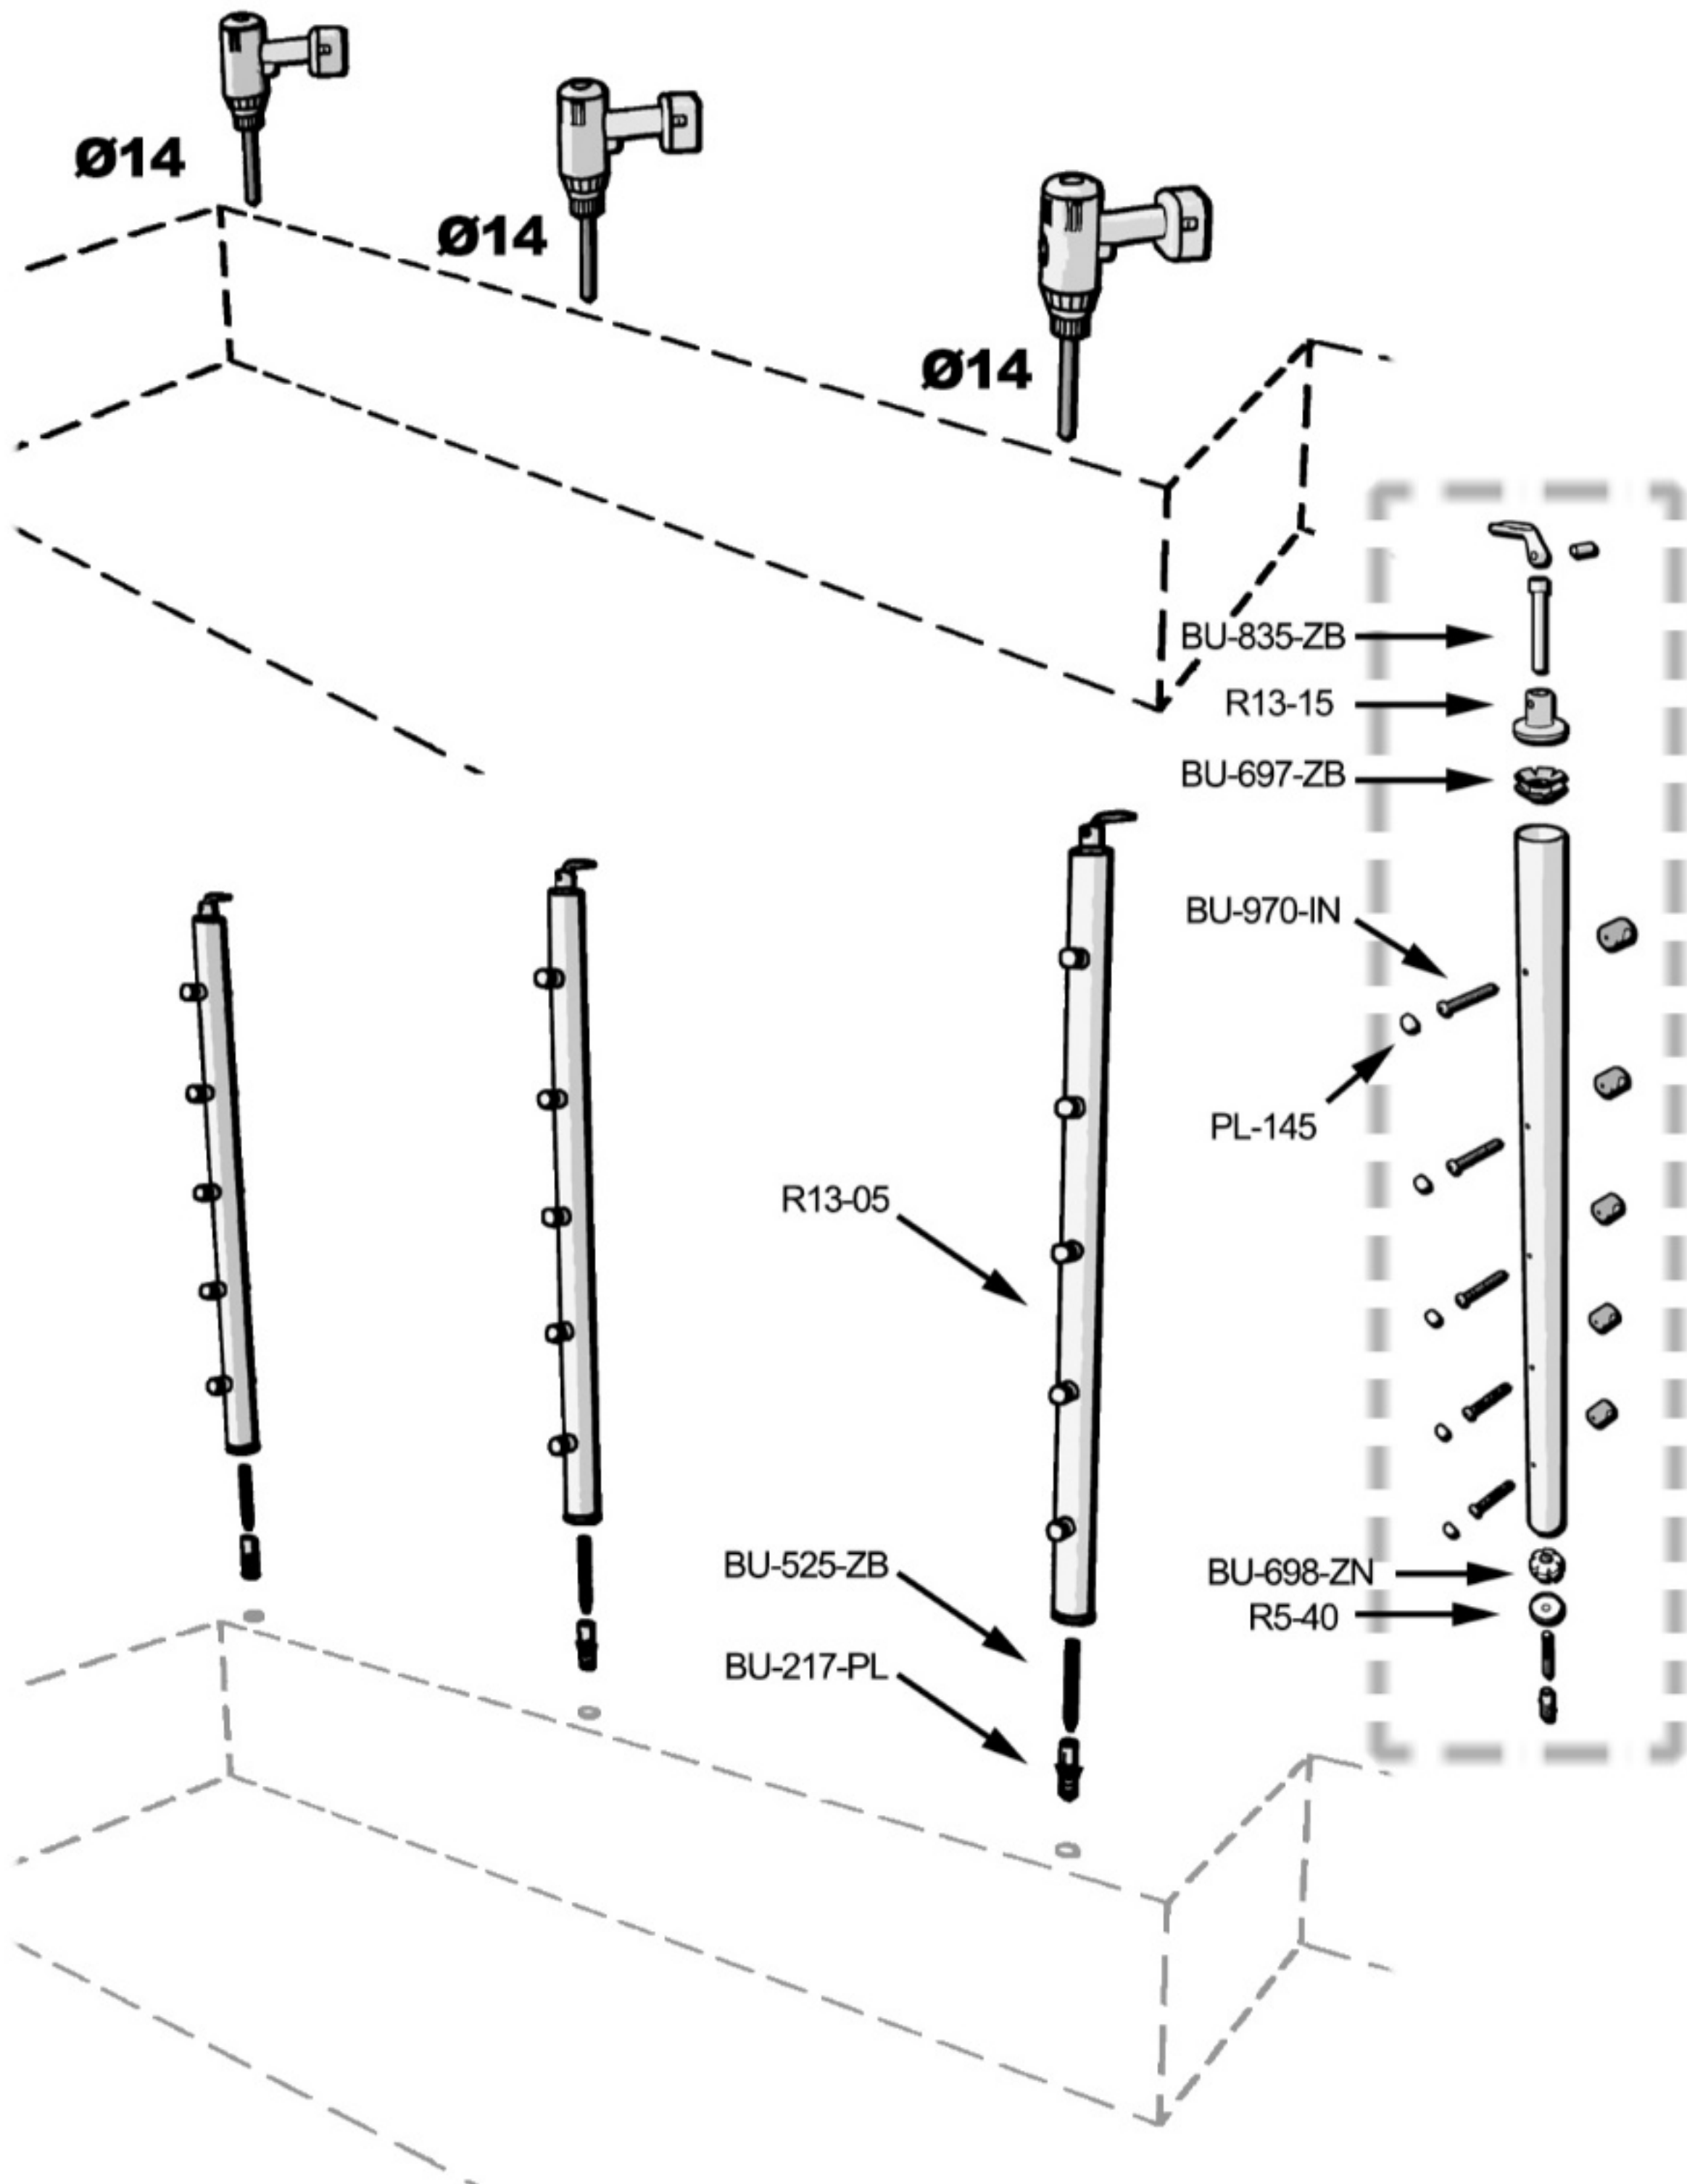 Ø14
Ø14
Ø14
BU-835-ZB
R13-15
BU-697-ZB
BU-970-IN
PL-145
R13-05
BU-525-ZB
BU-698-ZN
R5-40
BU-217-PL